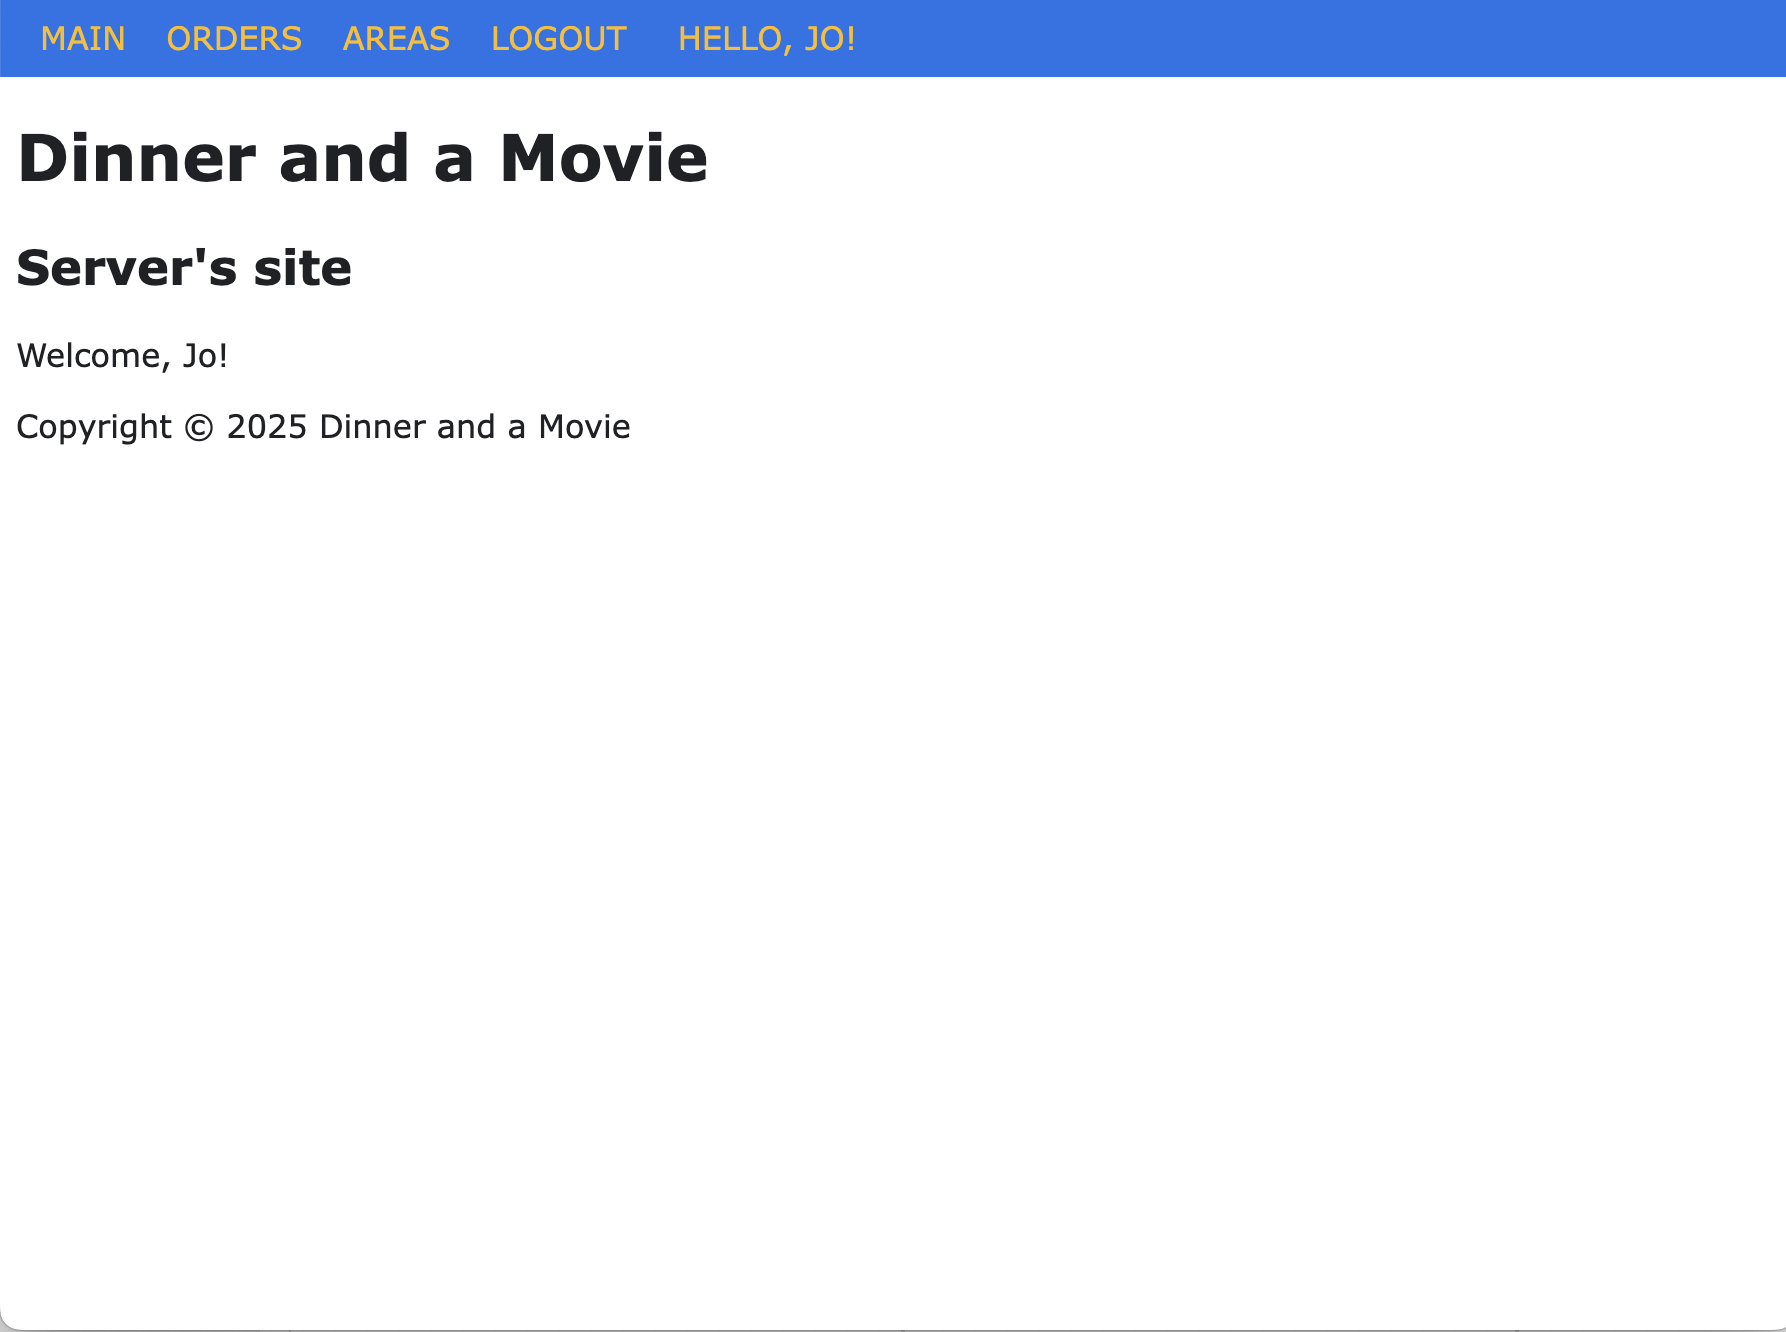 MAIN ORDERS AREAS LOGOUT HELLO, JO!
Dinner and a Movie
Server's site
Welcome, Jo!
Copyright © 2025 Dinner and a Movie